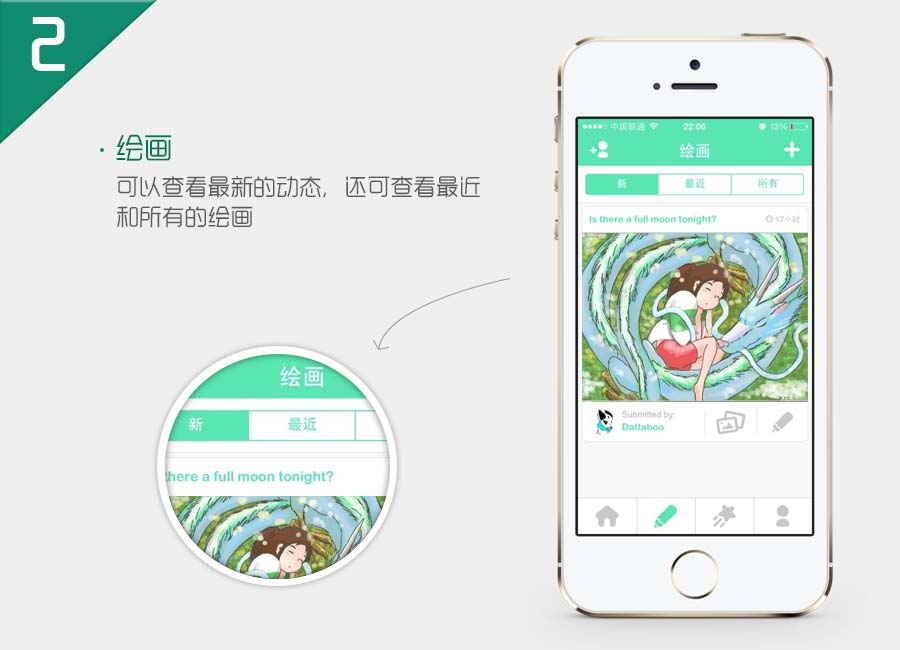 2
· 绘画
可以查看最新的动态, 还可查看最近
和所有的绘画
中国联通 22:06 13%
绘画
新 最近 所有
Is there a full moon tonight? 17小时
Submitted by:
Dattaboo
绘画
新 最近
there a full moon tonight?